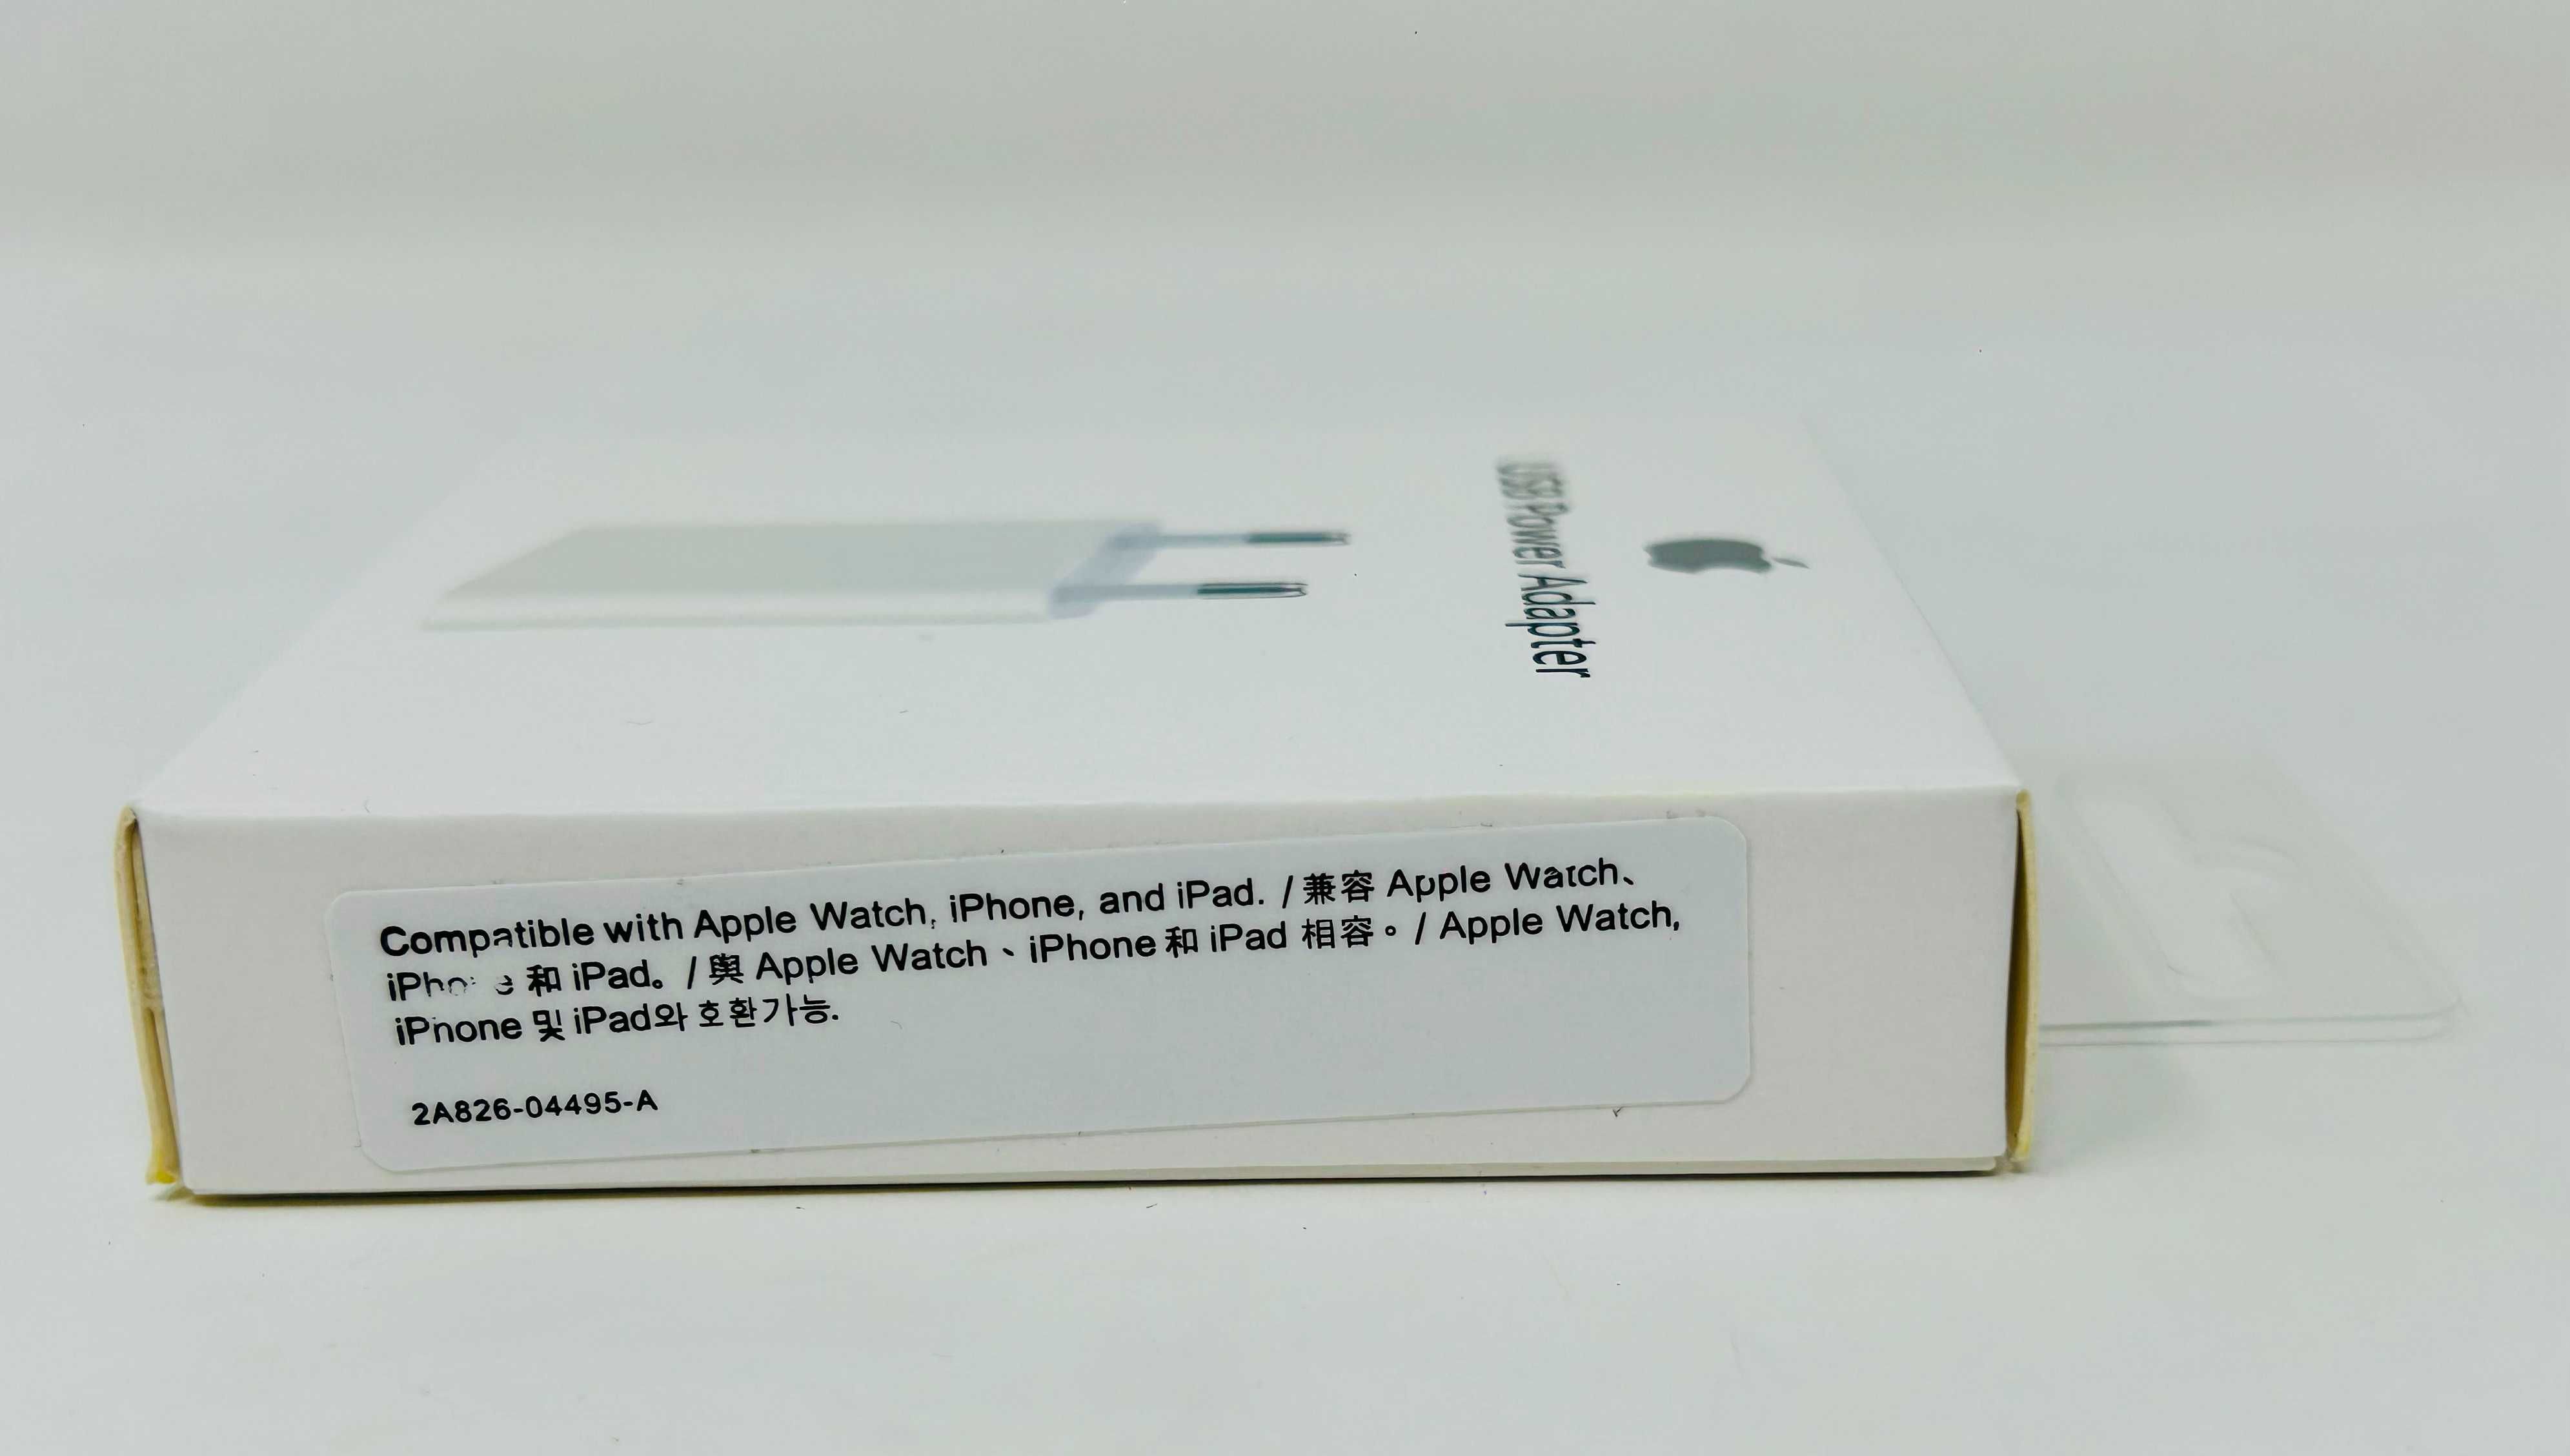 USB Power Adapter
Compatible with Apple Watch, iPhone, and iPad. / 兼容 Apple Watch、
iPhone 和 iPad。 / 與 Apple Watch、iPhone 和 iPad 相容。/ Apple Watch,
iPhone 및 iPad와 호환가능.
2A826-04495-A